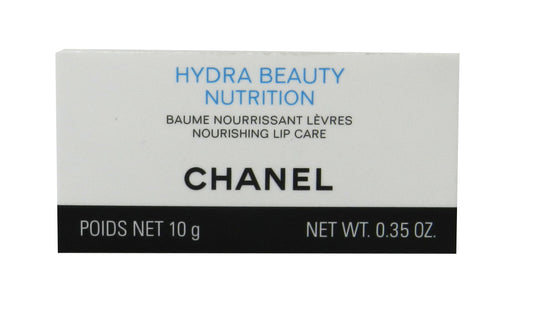 HYDRA BEAUTY
NUTRITION
BAUME NOURRISSANT LÈVRES
NOURISHING LIP CARE
CHANEL
POIDS NET 10 g NET WT. 0.35 OZ.